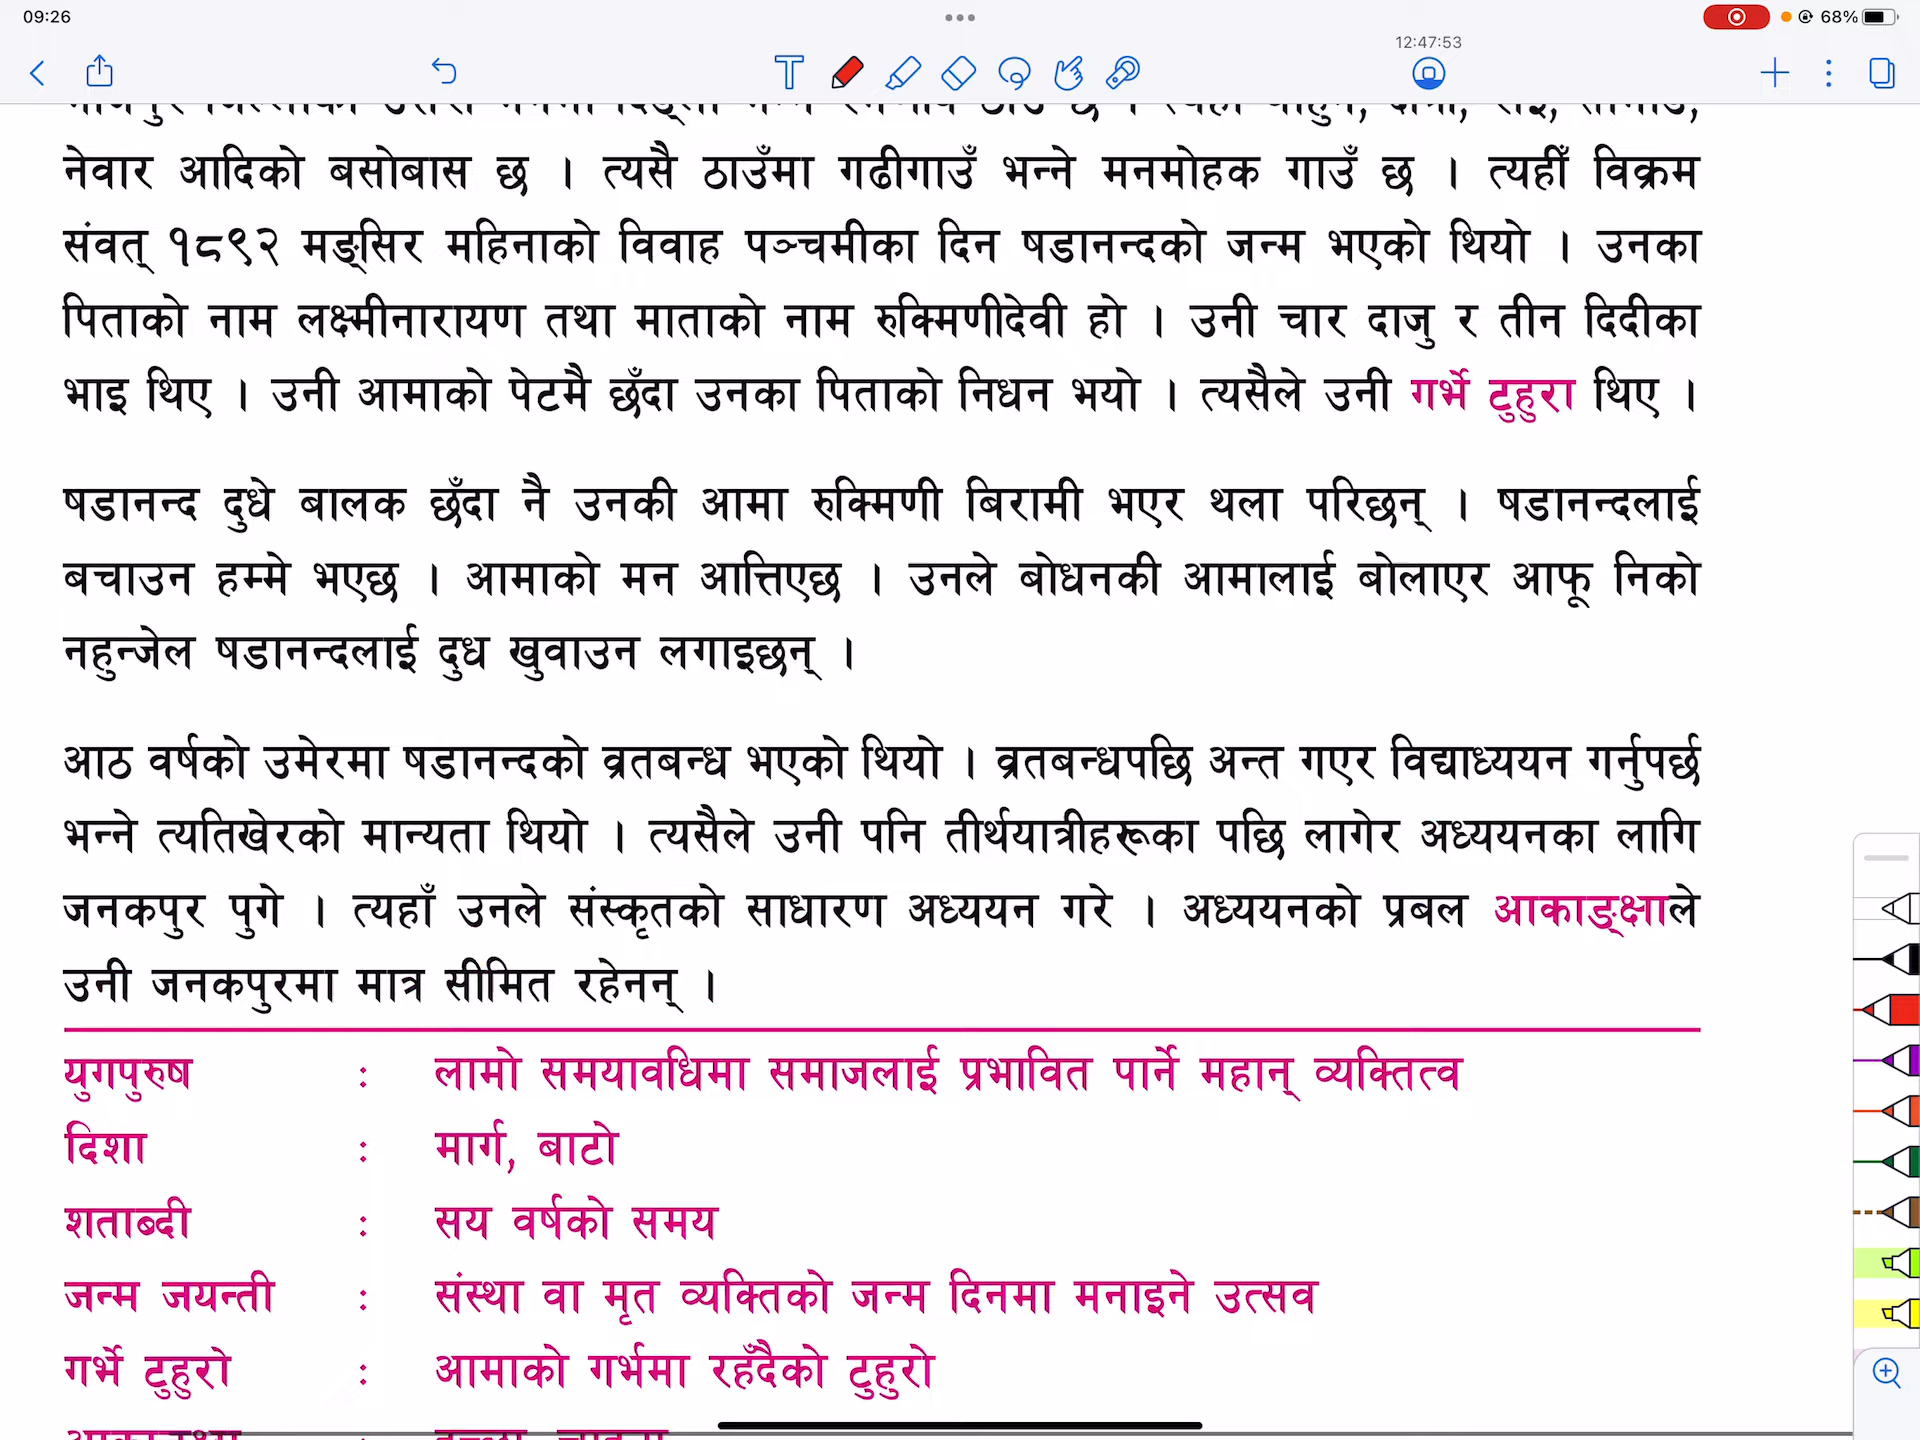 09:26
68%
12:47:53
नेवार आदिको बसोबास छ । त्यसै ठाउँमा गढीगाउँ भन्ने मनमोहक गाउँ छ । त्यहीँ विक्रम
संवत् १८९२ मङ्सिर महिनाको विवाह पञ्चमीका दिन षडानन्दको जन्म भएको थियो । उनका
पिताको नाम लक्ष्मीनारायण तथा माताको नाम रुक्मिणीदेवी हो । उनी चार दाजु र तीन दिदीका
भाइ थिए । उनी आमाको पेटमै छँदा उनका पिताको निधन भयो । त्यसैले उनी गर्भे टुहुरा थिए ।
षडानन्द दुधे बालक छँदा नै उनकी आमा रुक्मिणी बिरामी भएर थला परिछन् । षडानन्दलाई
बचाउन हम्मे भएछ । आमाको मन आत्तिएछ । उनले बोधनकी आमालाई बोलाएर आफू निको
नहुन्जेल षडानन्दलाई दुध खुवाउन लगाइछन् ।
आठ वर्षको उमेरमा षडानन्दको व्रतबन्ध भएको थियो । व्रतबन्धपछि अन्त गएर विद्याध्ययन गर्नुपर्छ
भन्ने त्यतिखेरको मान्यता थियो । त्यसैले उनी पनि तीर्थयात्रीहरूका पछि लागेर अध्ययनका लागि
जनकपुर पुगे । त्यहाँ उनले संस्कृतको साधारण अध्ययन गरे । अध्ययनको प्रबल आकाङ्क्षाले
उनी जनकपुरमा मात्र सीमित रहेनन् ।
युगपुरुष : लामो समयावधिमा समाजलाई प्रभावित पार्ने महान् व्यक्तित्व
दिशा : मार्ग, बाटो
शताब्दी : सय वर्षको समय
जन्म जयन्ती : संस्था वा मृत व्यक्तिको जन्म दिनमा मनाइने उत्सव
गर्भे टुहुरो : आमाको गर्भमा रहँदैको टुहुरो